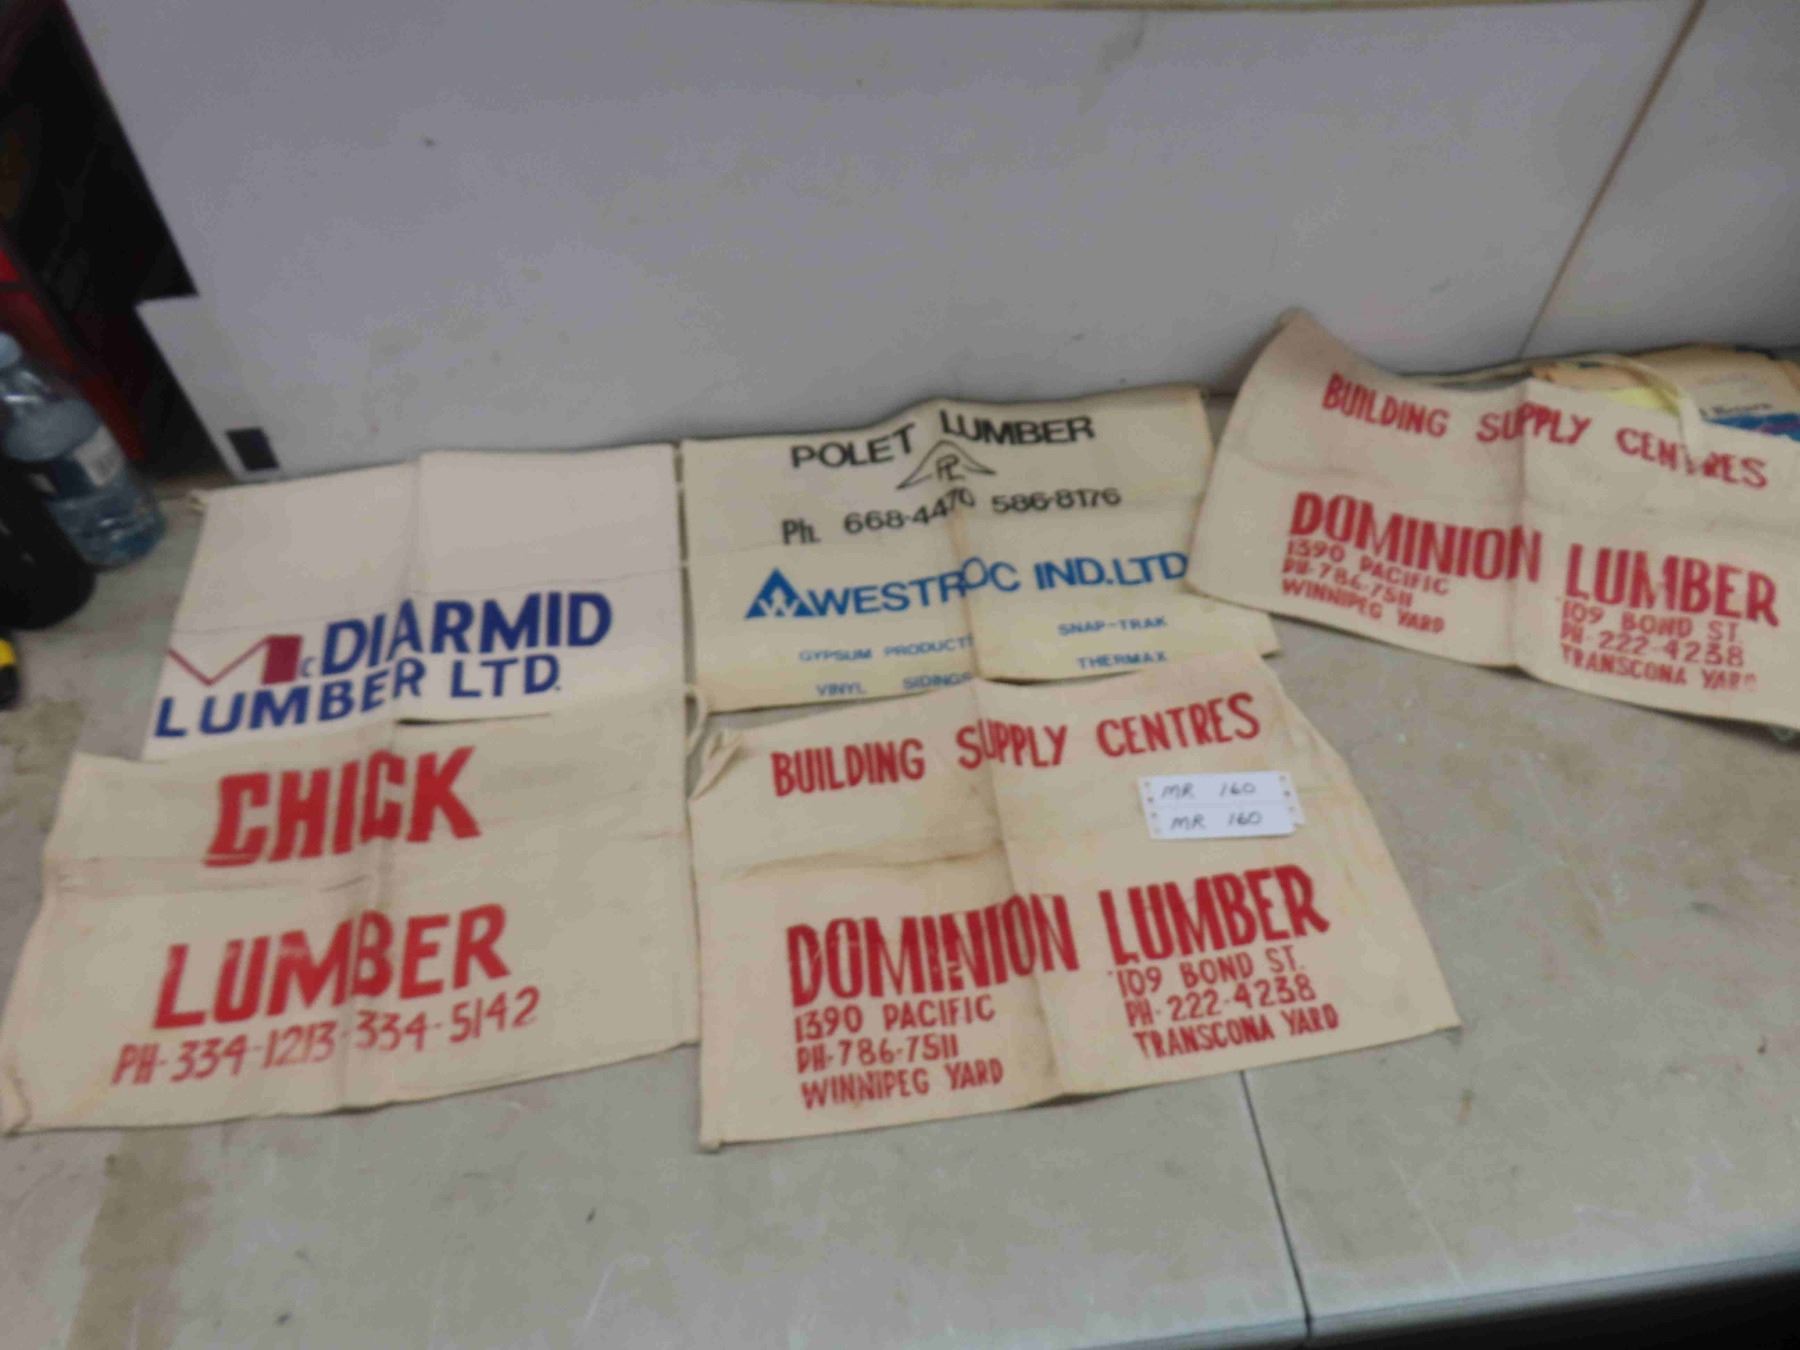 McDIARMID
LUMBER LTD.
CHICK
LUMBER
PH-334-1213-334-5142
POLET LUMBER
PL
Ph. 668-4470 586-8176
WESTROC IND.LTD
GYPSUM PRODUCTS SNAP-TRAK
VINYL SIDINGS THERMAX
BUILDING SUPPLY CENTRES
MR 160
MR 160
DOMINION LUMBER
1390 PACIFIC
PH-786-7511
WINNIPEG YARD
109 BOND ST.
PH-222-4238
TRANSCONA YARD
BUILDING SUPPLY CENTRES
DOMINION LUMBER
1390 PACIFIC
PH-786-7511
WINNIPEG YARD
109 BOND ST.
PH-222-4238
TRANSCONA YARD